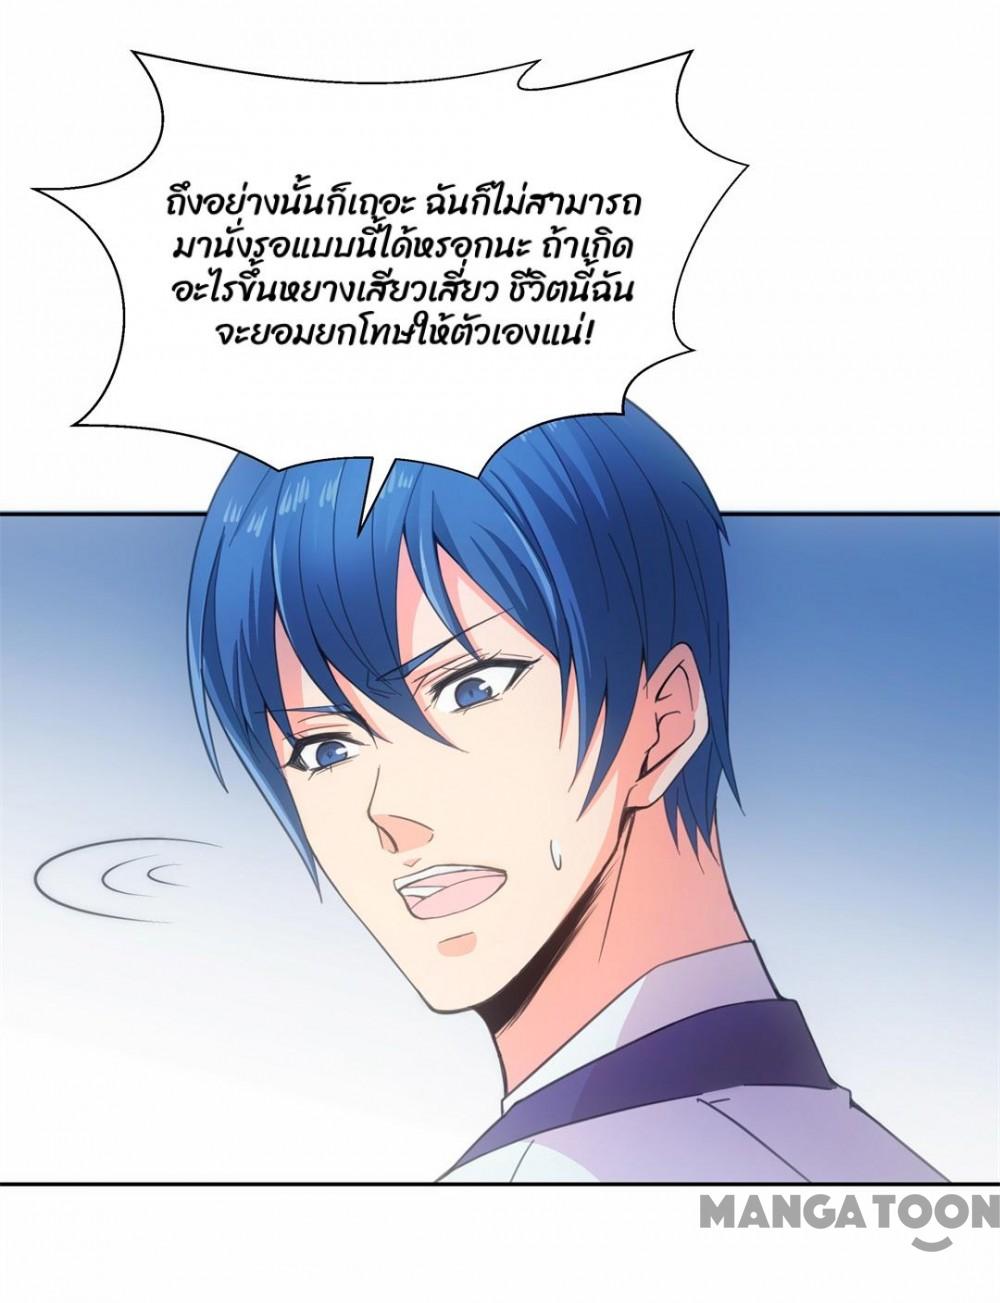 ถึงอย่างนั้นก็เถอะ ฉันก็ไม่สามารถ
มานั่งรอแบบนี้ได้หรอกนะ ถ้าเกิด
อะไรขึ้นหยางเสียวเสี่ยว ชีวิตนี้ฉัน
จะยอมยกโทษให้ตัวเองแน่!
MANGATOON